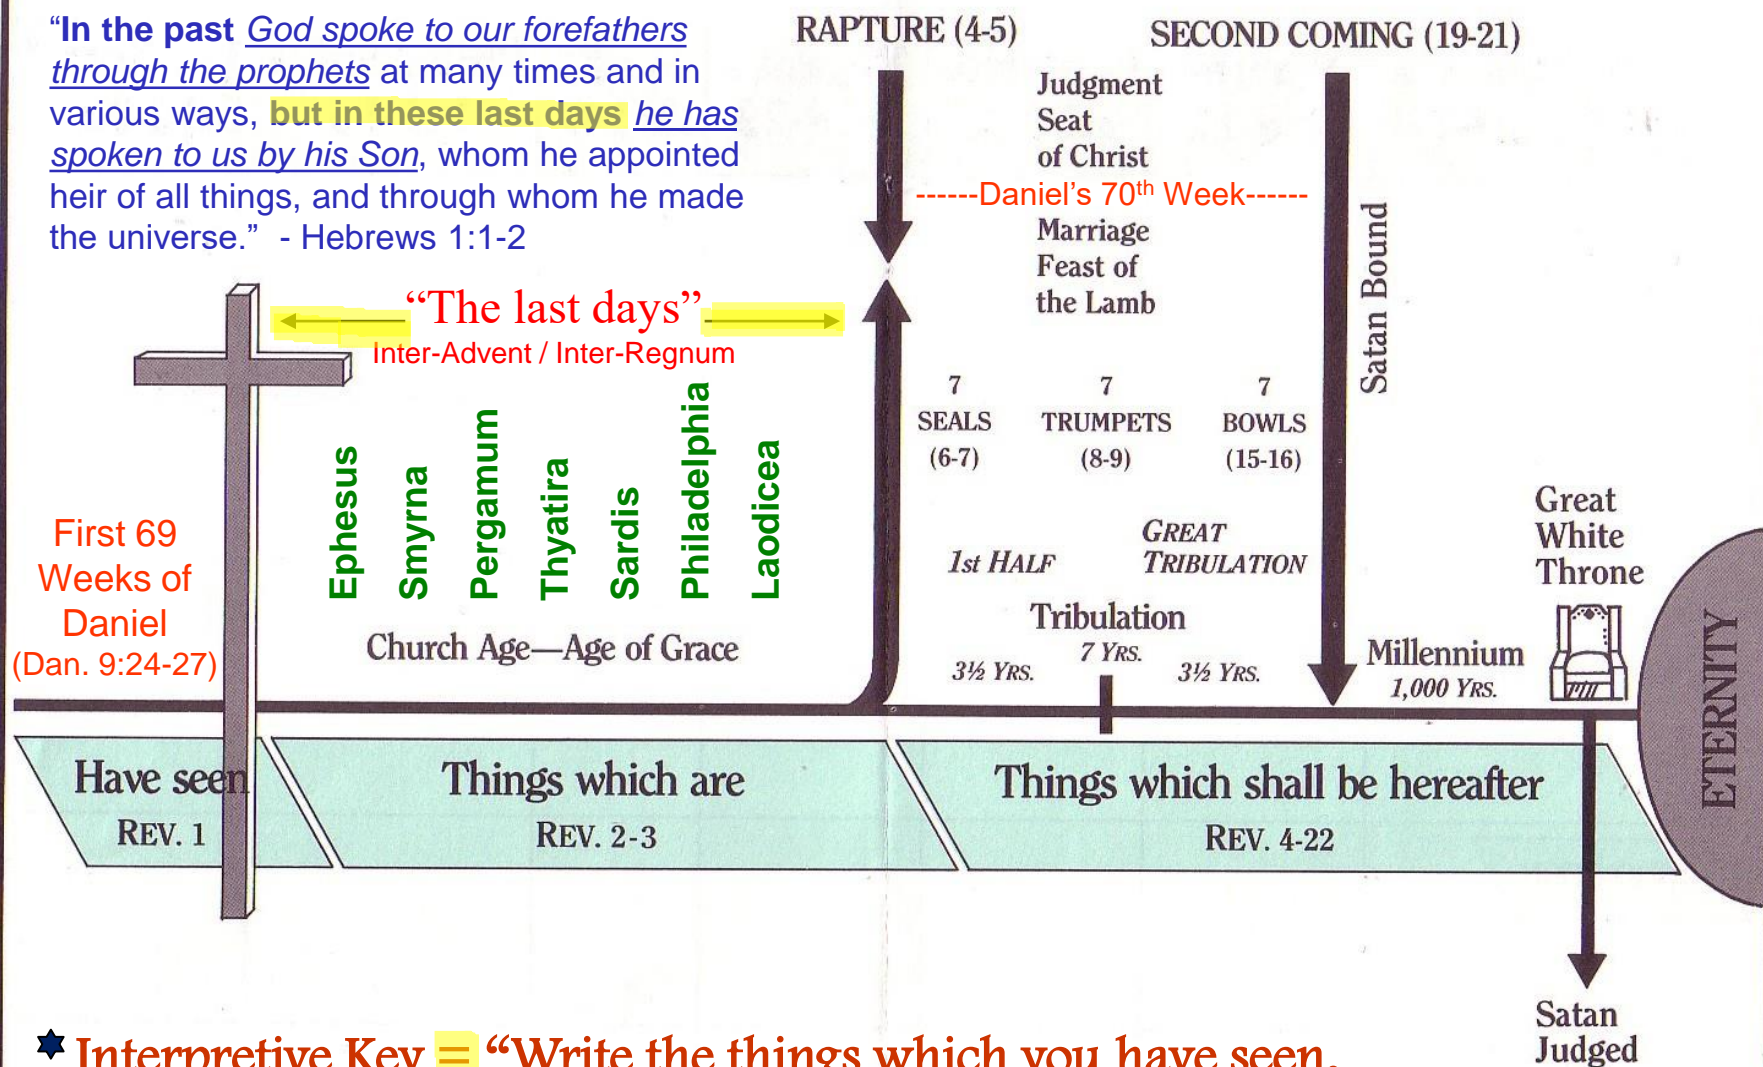 “In the past God spoke to our forefathers
through the prophets at many times and in
various ways, but in these last days he has
spoken to us by his Son, whom he appointed
heir of all things, and through whom he made
the universe.” - Hebrews 1:1-2
RAPTURE (4-5)
SECOND COMING (19-21)
Judgment
Seat
of Christ
------Daniel’s 70th Week------
Marriage
Feast of
the Lamb
Satan Bound
“The last days”
Inter-Advent / Inter-Regnum
Ephesus
Smyrna
Pergamum
Thyatira
Sardis
Philadelphia
Laodicea
7
SEALS
(6-7)
7
TRUMPETS
(8-9)
7
BOWLS
(15-16)
First 69
Weeks of
Daniel
(Dan. 9:24-27)
Church Age—Age of Grace
1st HALF
GREAT
TRIBULATION
Tribulation
7 YRS.
3½ YRS.
3½ YRS.
Millennium
1,000 YRS.
Great
White
Throne
ETERNITY
Have seen
REV. 1
Things which are
REV. 2-3
Things which shall be hereafter
REV. 4-22
Satan
Judged
Interpretive Key = “Write the things which you have seen,